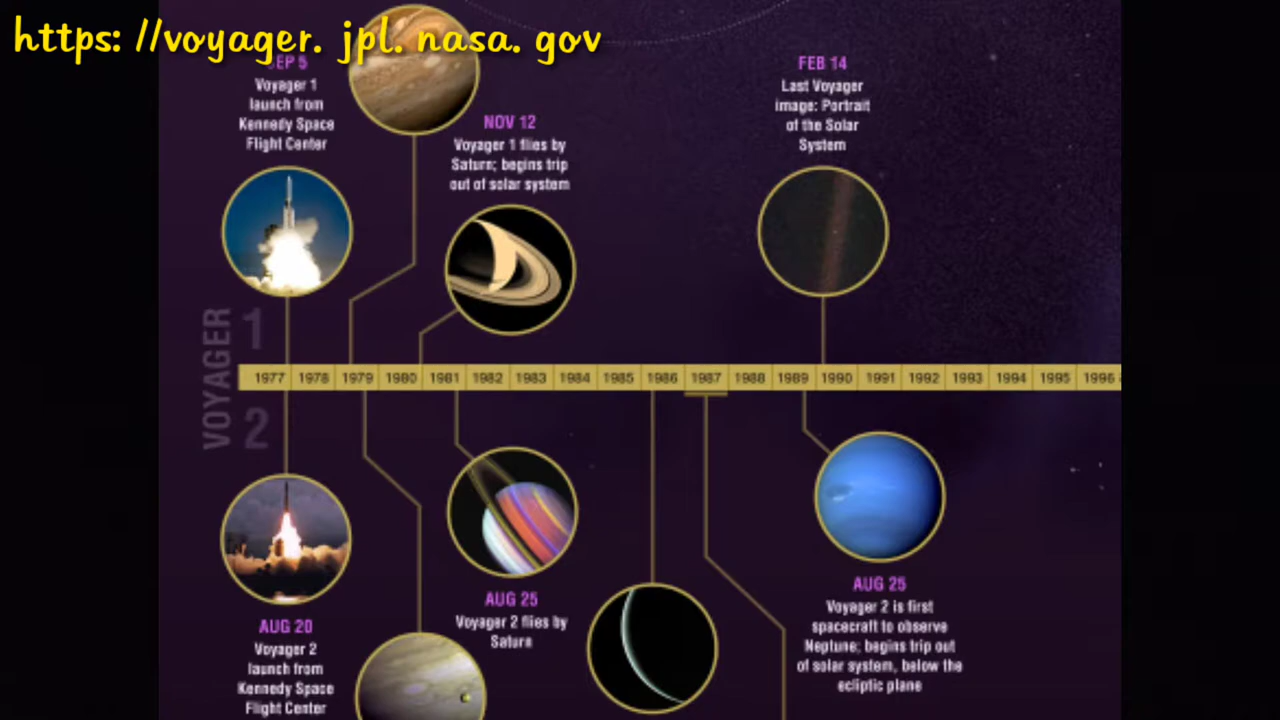 https: //voyager. jpl. nasa. gov
SEP 5
Voyager 1
launch from
Kennedy Space
Flight Center
NOV 12
Voyager 1 flies by
Saturn; begins trip
out of solar system
FEB 14
Last Voyager
image: Portrait
of the Solar
System
VOYAGER
1
2
1977 1978 1979 1980 1981 1982 1983 1984 1985 1986 1987 1988 1989 1990 1991 1992 1993 1994 1995 1996
AUG 20
Voyager 2
launch from
Kennedy Space
Flight Center
AUG 25
Voyager 2 flies by
Saturn
AUG 25
Voyager 2 is first
spacecraft to observe
Neptune; begins trip out
of solar system, below the
ecliptic plane